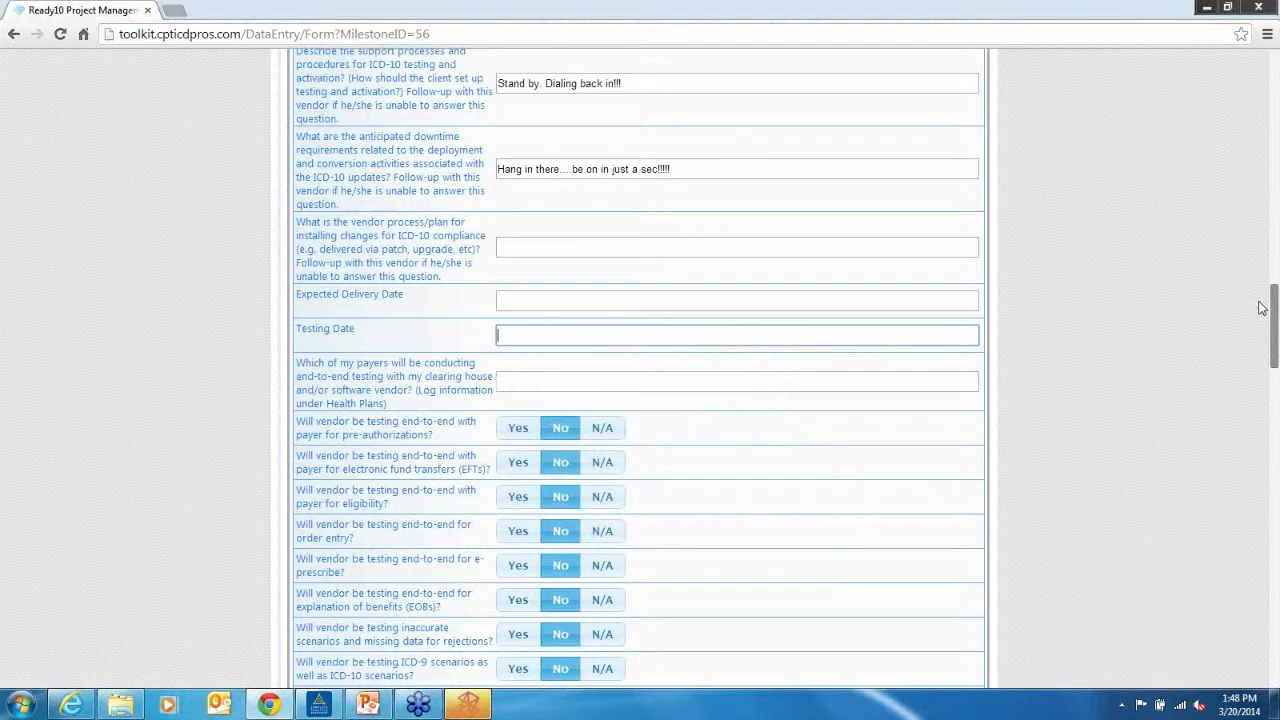 Ready10 Project Managem
toolkit.cpticdpros.com/DataEntry/Form?MilestoneID=56
Describe the support processes and
procedures for ICD-10 testing and
activation? (How should the client set up
testing and activation?) Follow-up with this
vendor if he/she is unable to answer this
question.
Stand by. Dialing back in!!!
What are the anticipated downtime
requirements related to the deployment
and conversion activities associated with
the ICD-10 updates? Follow-up with this
vendor if he/she is unable to answer this
question.
Hang in there....be on in just a sec!!!!!
What is the vendor process/plan for
installing changes for ICD-10 compliance
(e.g. delivered via patch, upgrade, etc)?
Follow-up with this vendor if he/she is
unable to answer this question.
Expected Delivery Date
Testing Date
Which of my payers will be conducting
end-to-end testing with my clearing house
and/or software vendor? (Log information
under Health Plans)
Will vendor be testing end-to-end with
payer for pre-authorizations?
Yes No N/A
Will vendor be testing end-to-end with
payer for electronic fund transfers (EFTs)?
Yes No N/A
Will vendor be testing end-to-end with
payer for eligibility?
Yes No N/A
Will vendor be testing end-to-end for
order entry?
Yes No N/A
Will vendor be testing end-to-end for e-
prescribe?
Yes No N/A
Will vendor be testing end-to-end for
explanation of benefits (EOBs)?
Yes No N/A
Will vendor be testing inaccurate
scenarios and missing data for rejections?
Yes No N/A
Will vendor be testing ICD-9 scenarios as
well as ICD-10 scenarios?
Yes No N/A
1:48 PM
3/20/2014